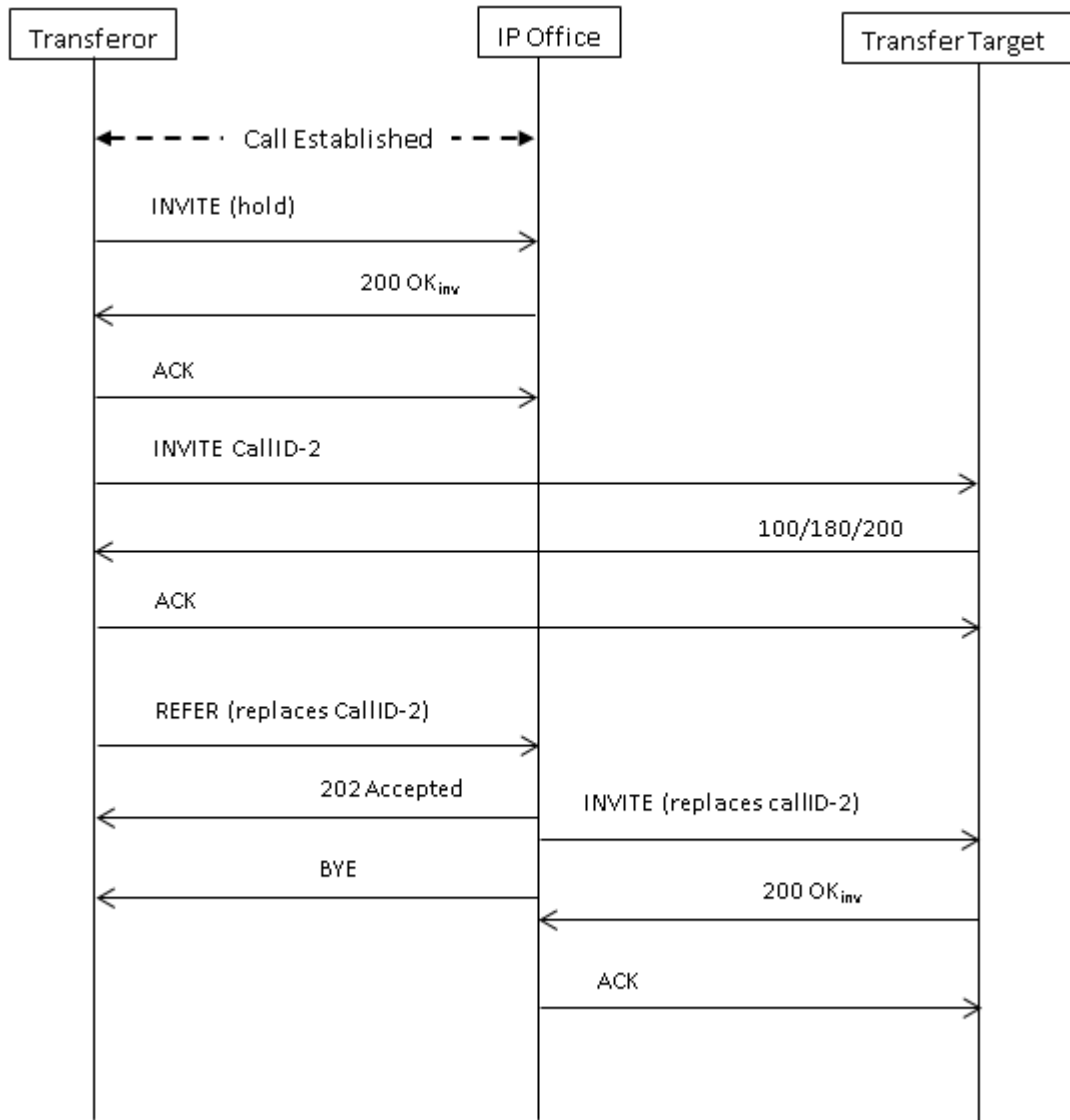 Transferor
IP Office
Transfer Target
Call Established
INVITE (hold)
200 OKinv
ACK
INVITE CallID-2
100/180/200
ACK
REFER (replaces CallID-2)
202 Accepted
INVITE (replaces callID-2)
BYE
200 OKinv
ACK